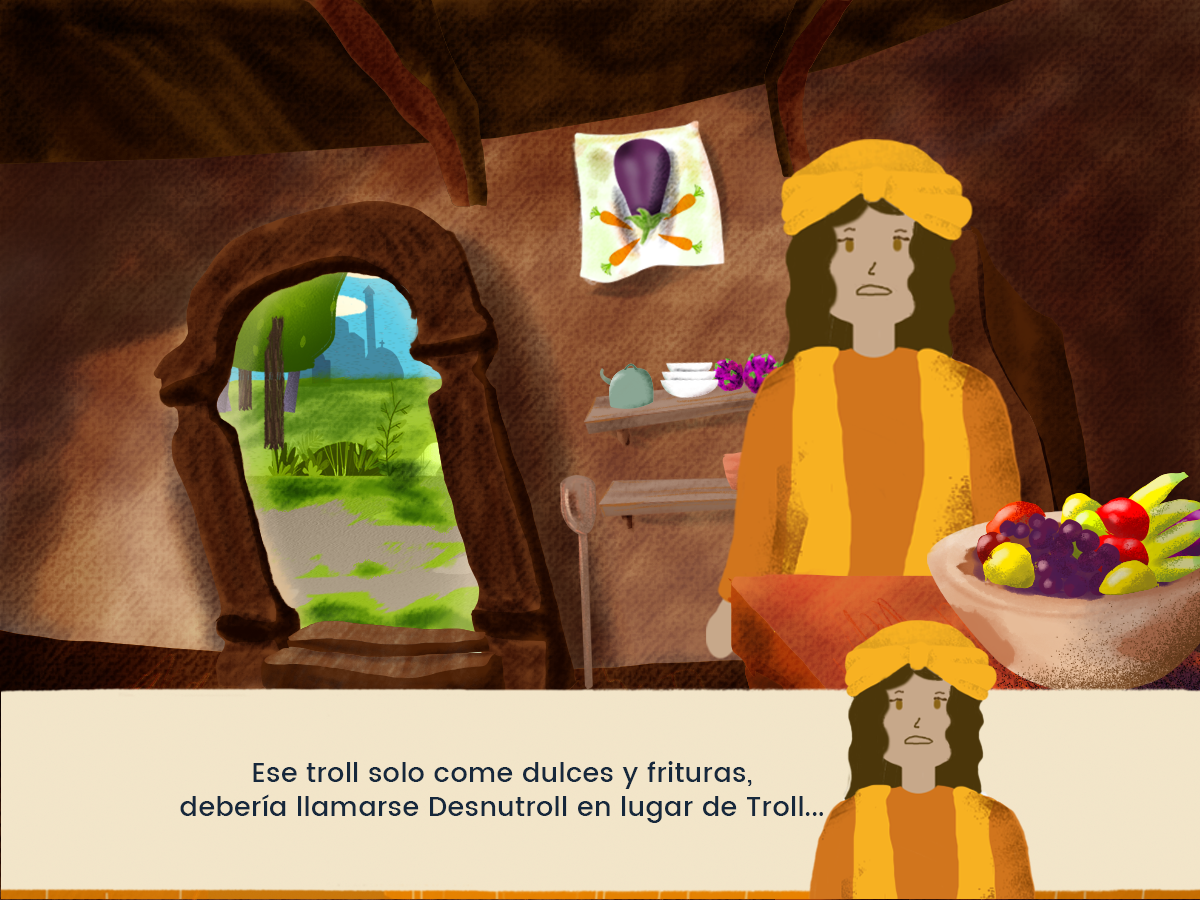 Ese troll solo come dulces y frituras,
debería llamarse Desnutroll en lugar de Troll...